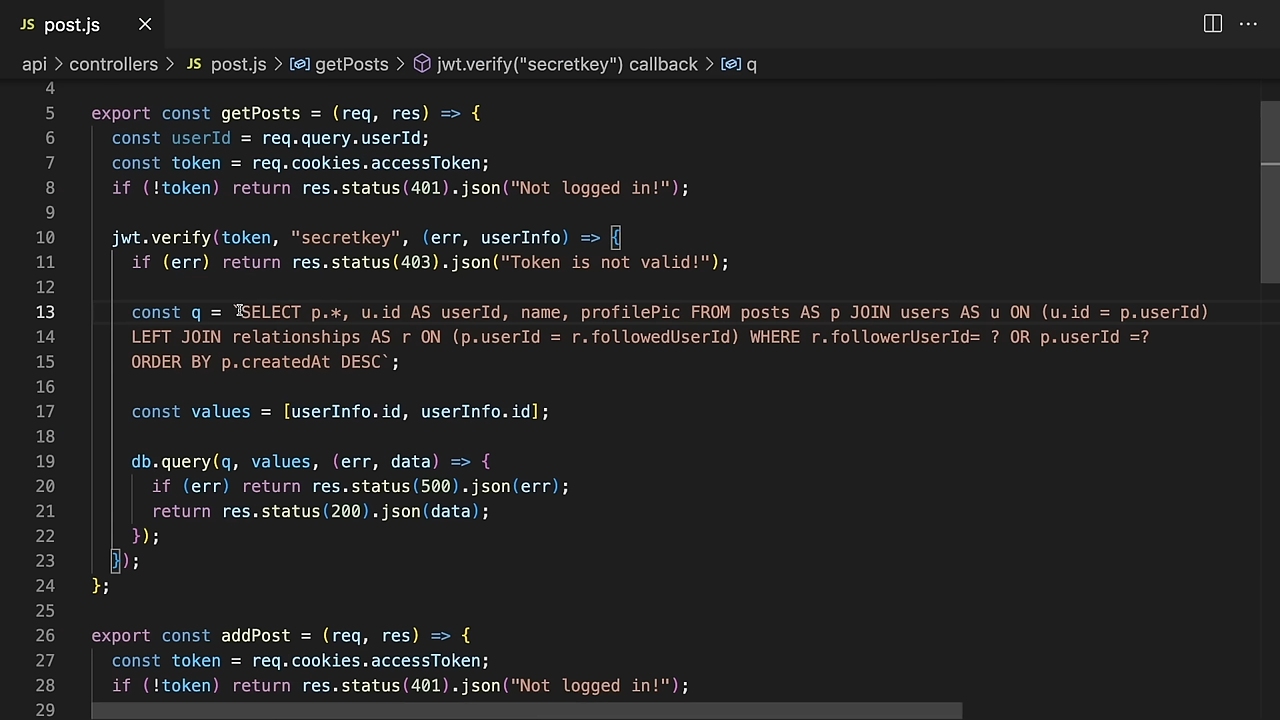 JS post.js
api controllers JS post.js getPosts jwt.verify("secretkey") callback q
4
5 export const getPosts = (req, res) => {
6 const userId = req.query.userId;
7 const token = req.cookies.accessToken;
8 if (!token) return res.status(401).json("Not logged in!");
9
10 jwt.verify(token, "secretkey", (err, userInfo) => {
11 if (err) return res.status(403).json("Token is not valid!");
12
13 const q = `SELECT p.*, u.id AS userId, name, profilePic FROM posts AS p JOIN users AS u ON (u.id = p.userId)
14 LEFT JOIN relationships AS r ON (p.userId = r.followedUserId) WHERE r.followerUserId= ? OR p.userId =?
15 ORDER BY p.createdAt DESC`;
16
17 const values = [userInfo.id, userInfo.id];
18
19 db.query(q, values, (err, data) => {
20 if (err) return res.status(500).json(err);
21 return res.status(200).json(data);
22 });
23 });
24 };
25
26 export const addPost = (req, res) => {
27 const token = req.cookies.accessToken;
28 if (!token) return res.status(401).json("Not logged in!");
29